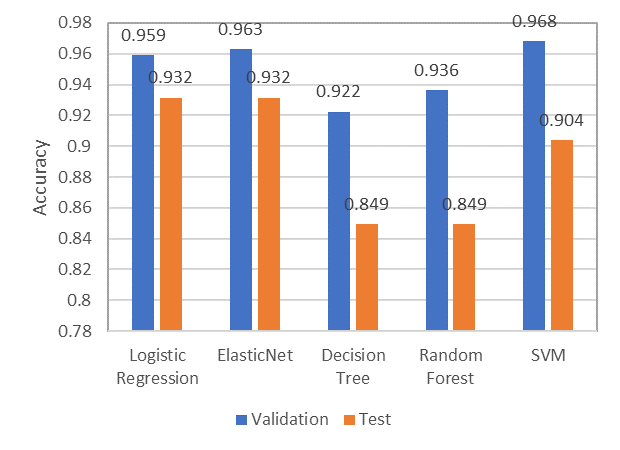 0.98
0.96
0.94
0.92
0.9
0.88
0.86
0.84
0.82
0.8
0.78
Accuracy
0.959
0.932
0.963
0.932
0.922
0.849
0.936
0.849
0.968
0.904
Logistic
Regression
ElasticNet
Decision
Tree
Random
Forest
SVM
Validation
Test